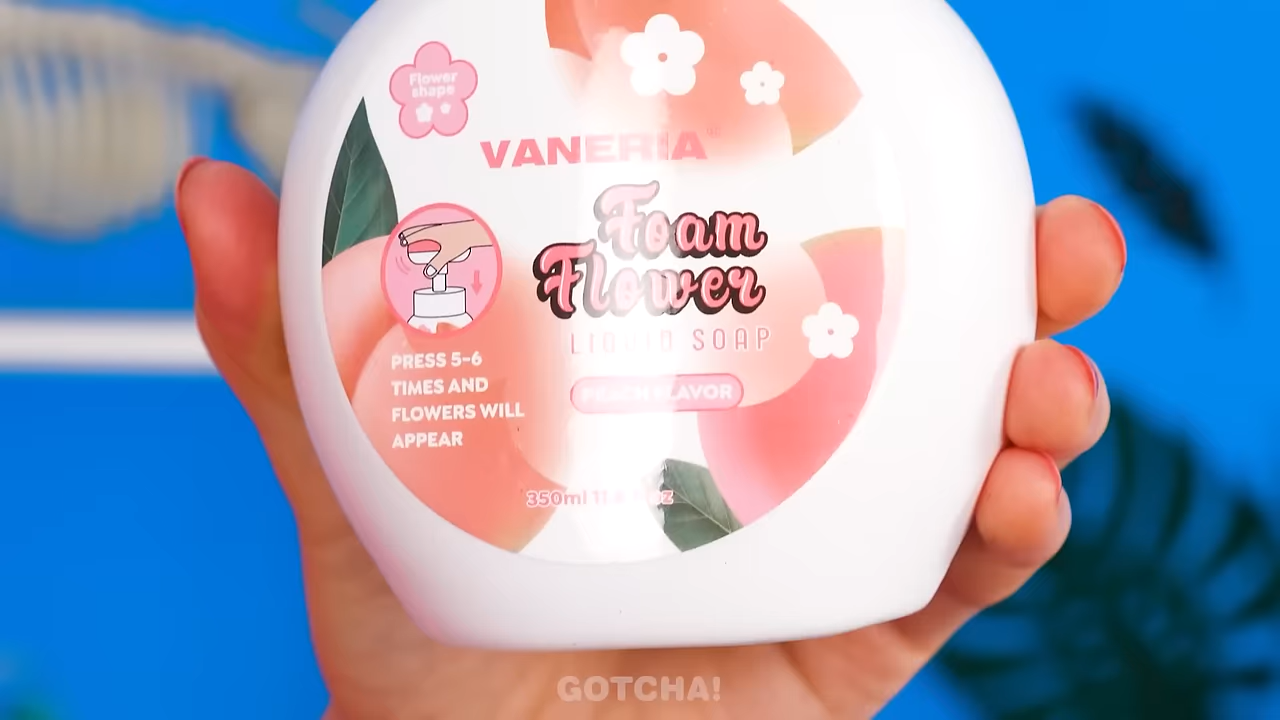 Flower
shape
VANERIA
Foam
Flower
LIQUID SOAP
PEACH FLAVOR
PRESS 5-6
TIMES AND
FLOWERS WILL
APPEAR
350ml
GOTCHA!